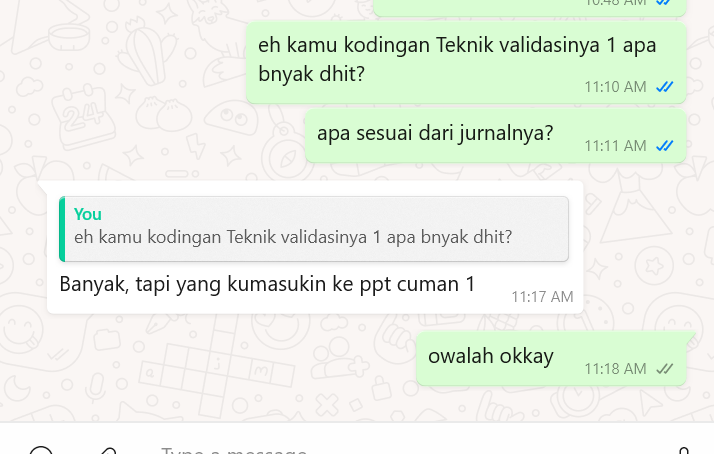 10:48 AM
eh kamu kodingan Teknik validasinya 1 apa
bnyak dhit?
11:10 AM
apa sesuai dari jurnalnya?
11:11 AM
You
eh kamu kodingan Teknik validasinya 1 apa bnyak dhit?
Banyak, tapi yang kumasukin ke ppt cuman 1
11:17 AM
owalah okkay
11:18 AM
Type a message